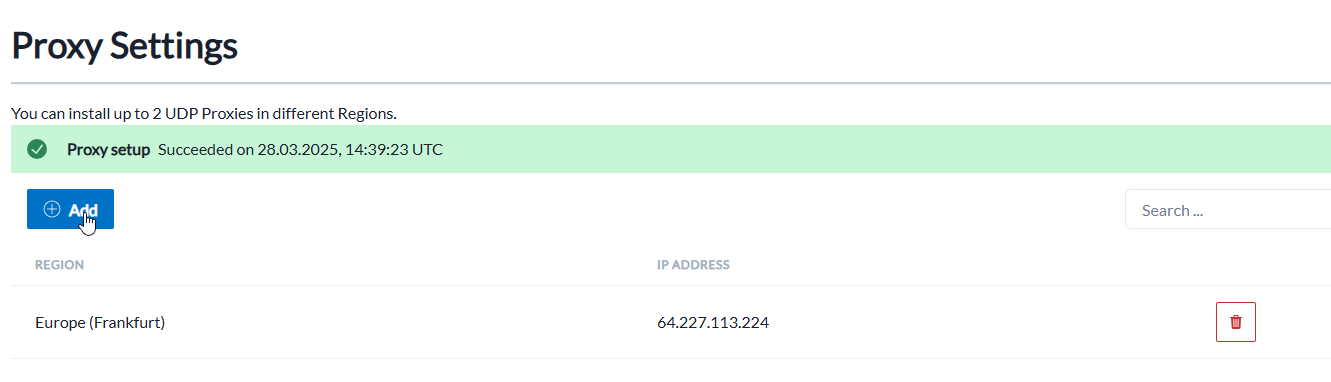 Proxy Settings
You can install up to 2 UDP Proxies in different Regions.
Proxy setup Succeeded on 28.03.2025, 14:39:23 UTC
Add
Search ...
REGION IP ADDRESS
Europe (Frankfurt) 64.227.113.224